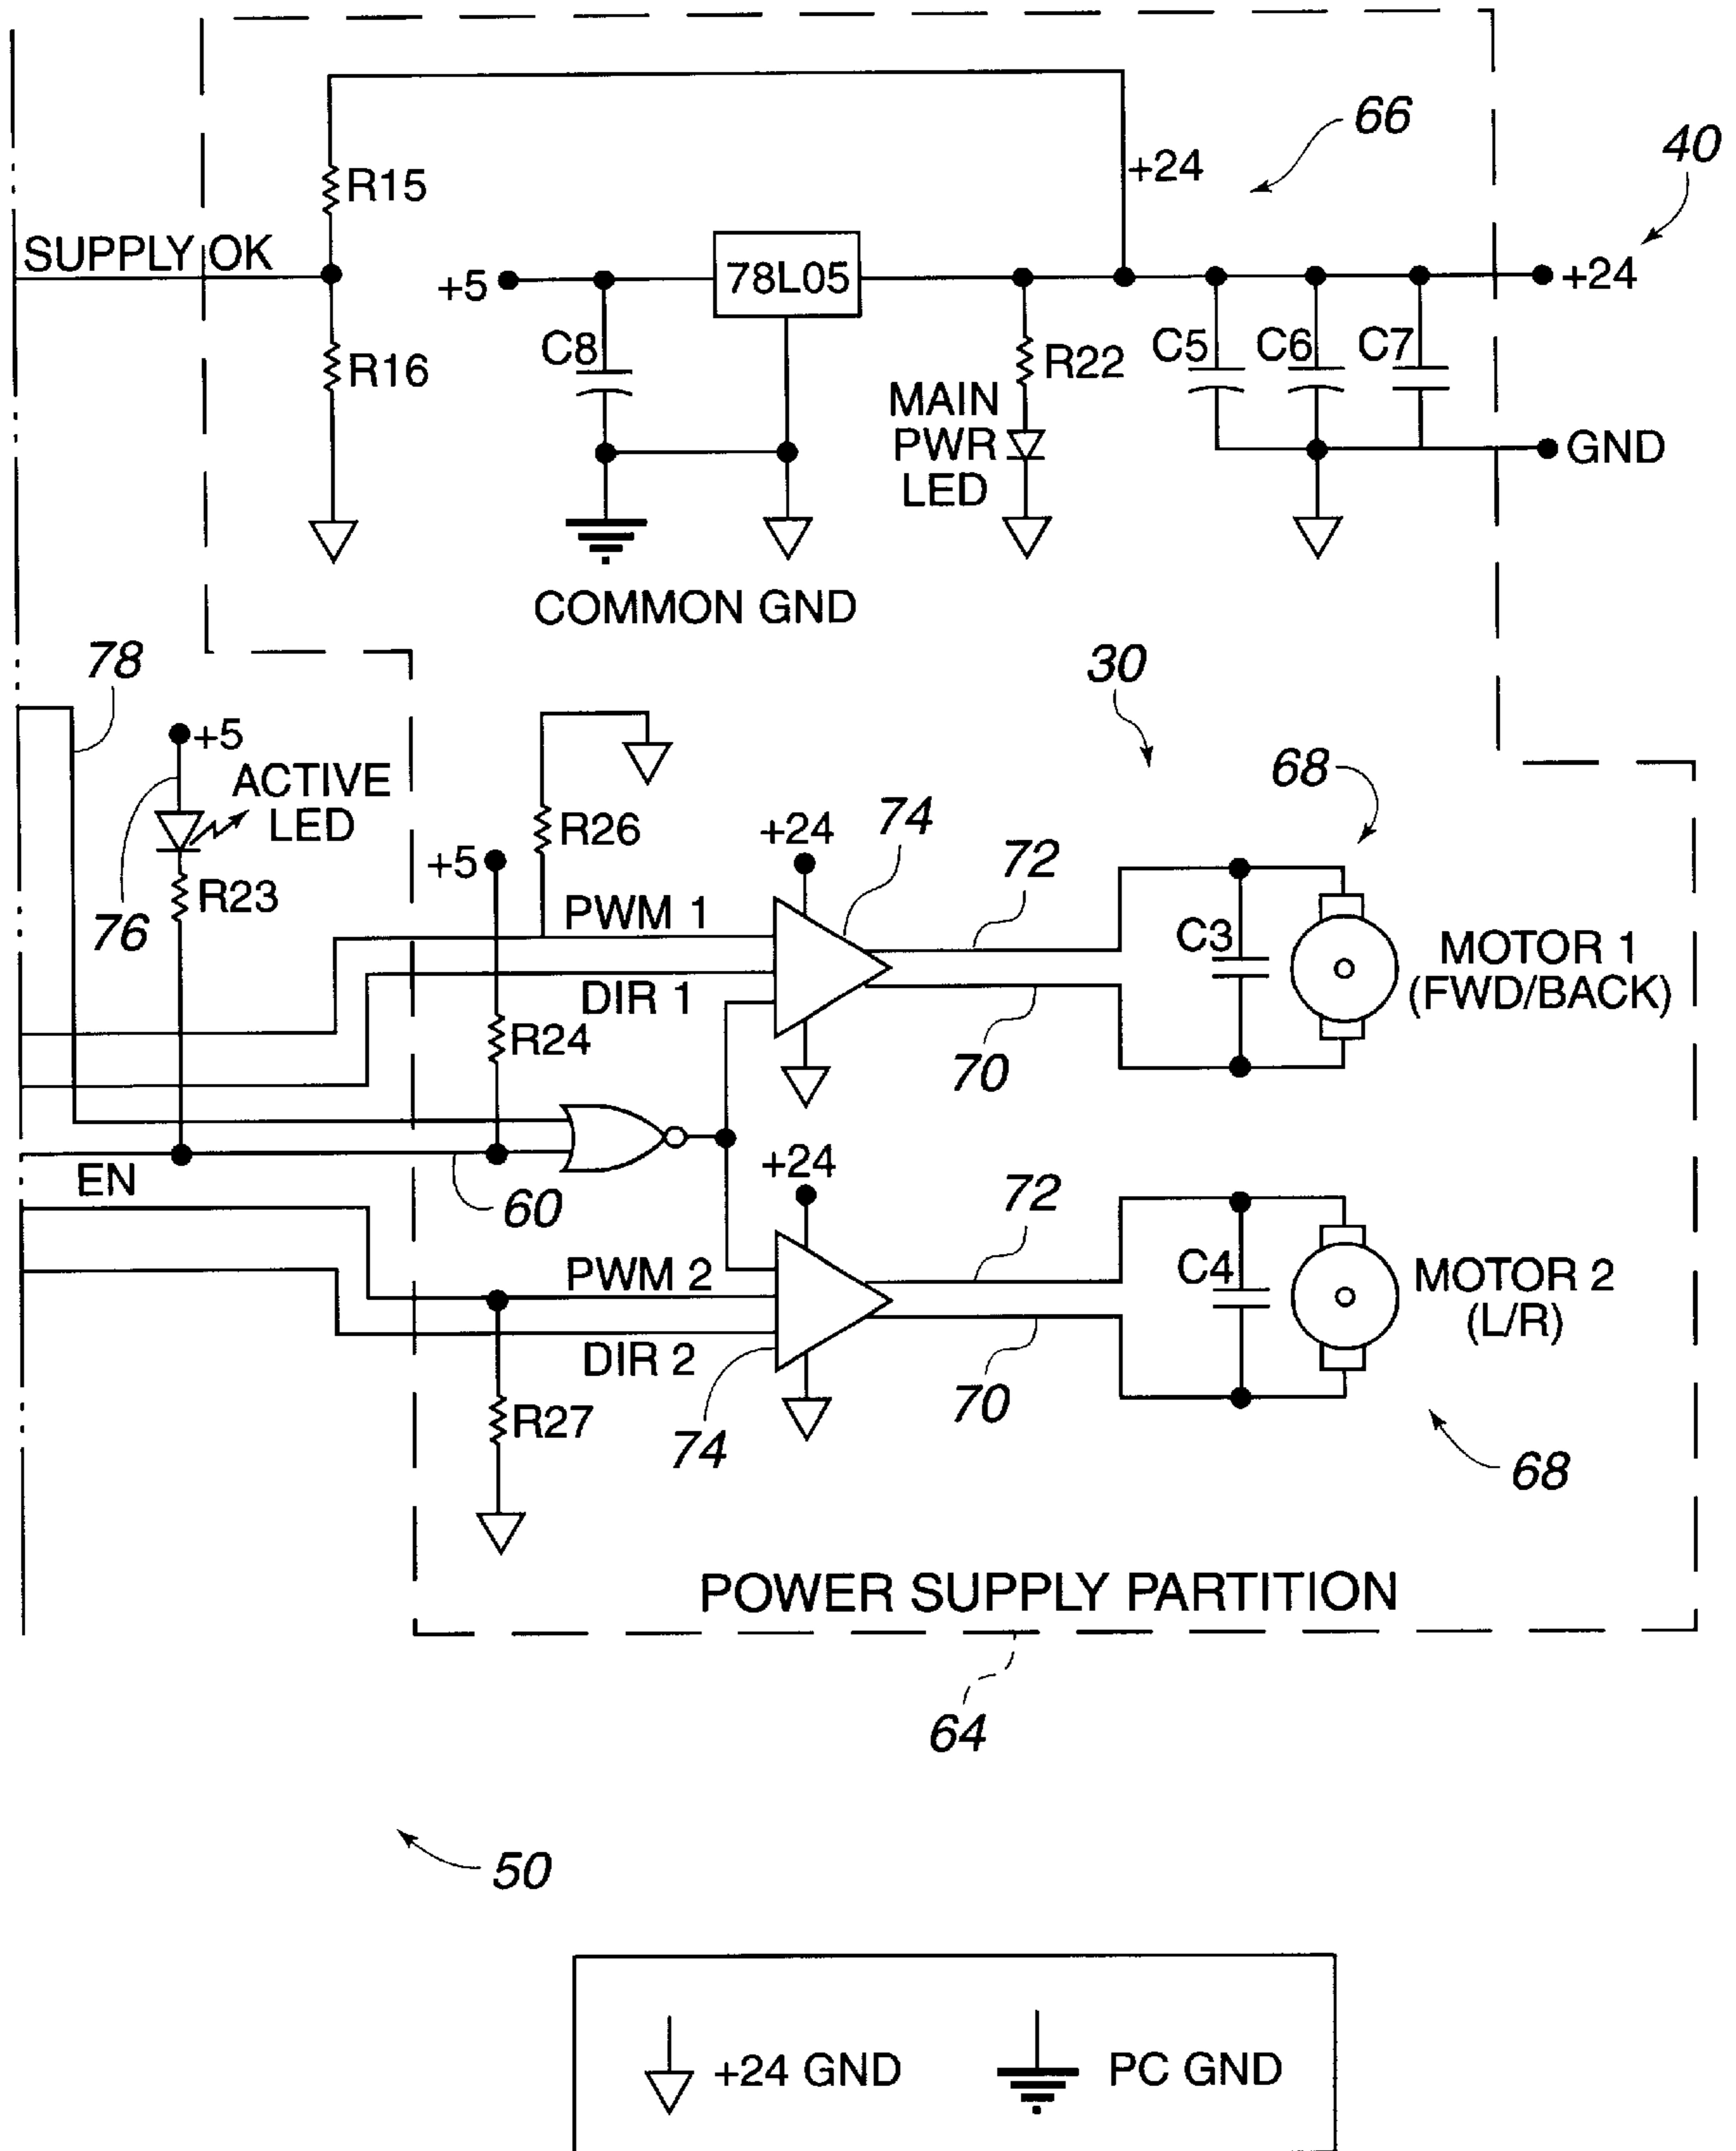 66
40
+24
R15
SUPPLY OK
+5
78L05
+24
C8
R22
C5
C6
C7
R16
MAIN
PWR
LED
GND
COMMON GND
78
30
+5
68
ACTIVE
LED
R26
+24
74
+5
72
R23
PWM 1
C3
76
MOTOR 1
(FWD/BACK)
DIR 1
R24
70
+24
EN
60
72
PWM 2
C4
MOTOR 2
(L/R)
DIR 2
70
R27
74
68
POWER SUPPLY PARTITION
64
50
+24 GND
PC GND